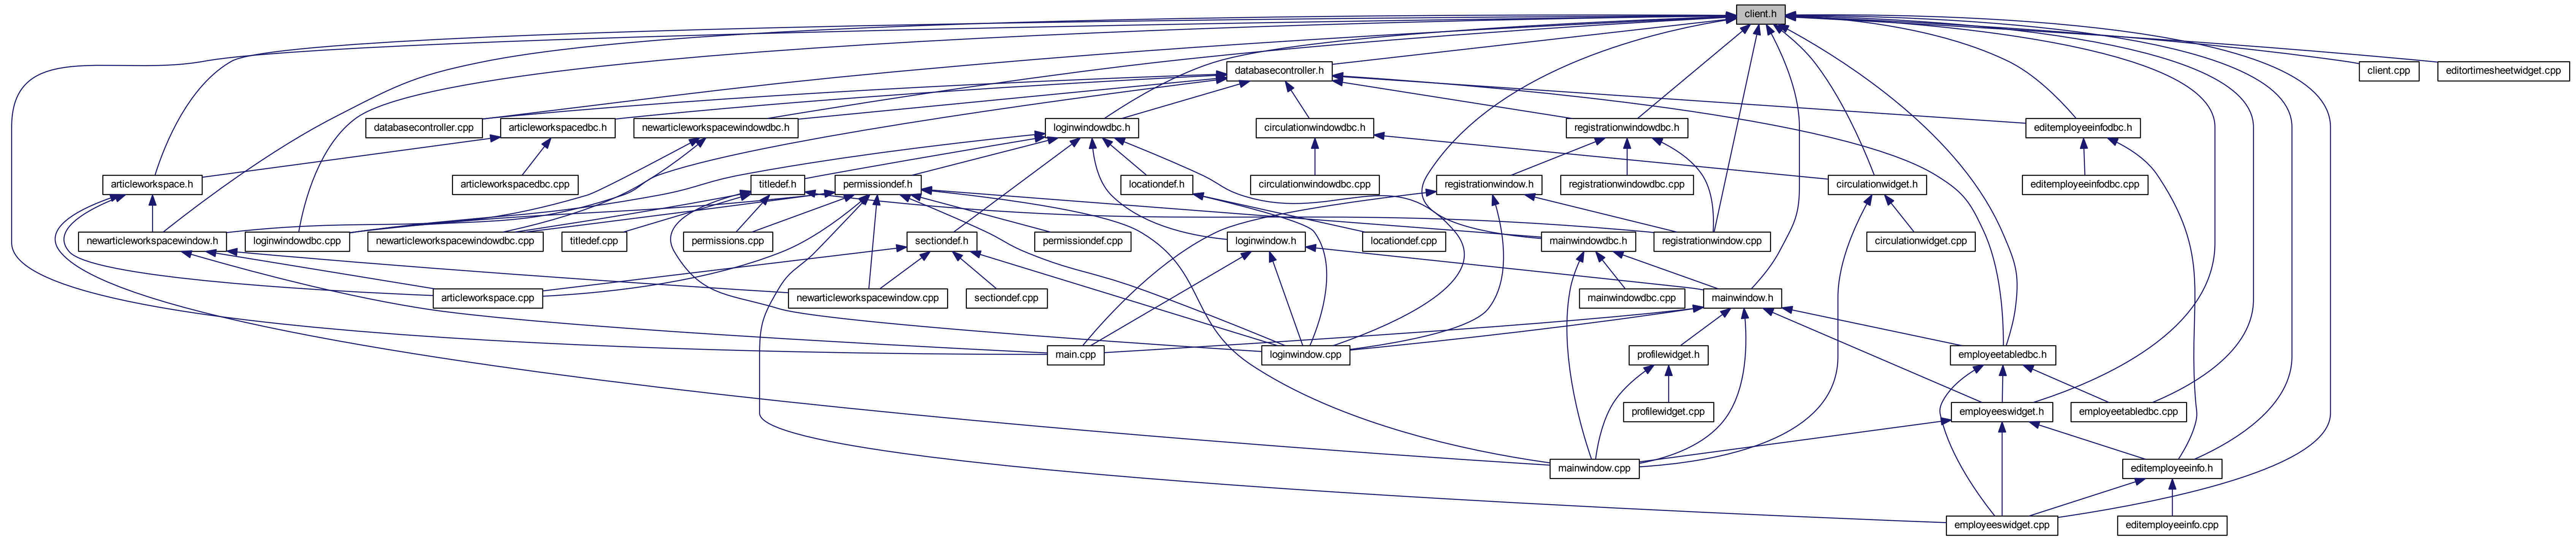 client.h
databasecontroller.h
client.cpp
editortimesheetwidget.cpp
databasecontroller.cpp
articleworkspacedbc.h
newarticleworkspacewindowdbc.h
loginwindowdbc.h
circulationwindowdbc.h
registrationwindowdbc.h
editemployeeinfodbc.h
articleworkspace.h
articleworkspacedbc.cpp
titledef.h
permissiondef.h
locationdef.h
circulationwindowdbc.cpp
registrationwindow.h
registrationwindowdbc.cpp
circulationwidget.h
editemployeeinfodbc.cpp
newarticleworkspacewindow.h
loginwindowdbc.cpp
newarticleworkspacewindowdbc.cpp
titledef.cpp
permissions.cpp
sectiondef.h
permissiondef.cpp
loginwindow.h
locationdef.cpp
mainwindowdbc.h
registrationwindow.cpp
circulationwidget.cpp
articleworkspace.cpp
newarticleworkspacewindow.cpp
sectiondef.cpp
mainwindowdbc.cpp
mainwindow.h
main.cpp
loginwindow.cpp
profilewidget.h
employeetabledbc.h
profilewidget.cpp
employeeswidget.h
employeetabledbc.cpp
mainwindow.cpp
editemployeeinfo.h
employeeswidget.cpp
editemployeeinfo.cpp